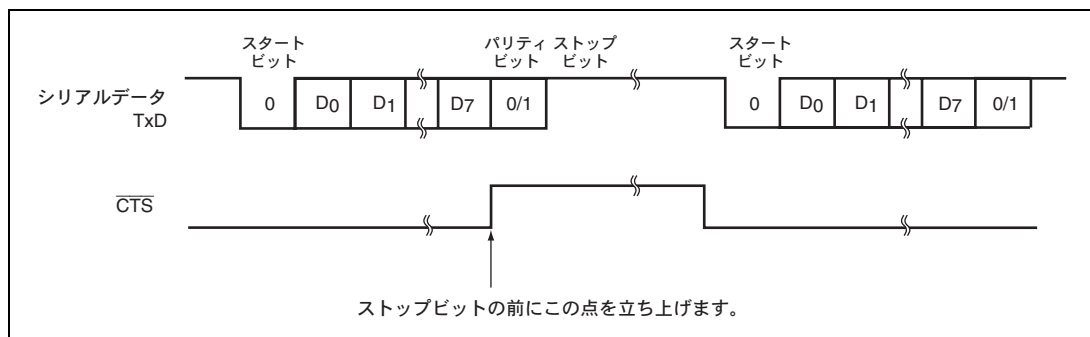 スタート
ビット
パリティ ストップ
ビット ビット
スタート
ビット
シリアルデータ
TxD
0 D0 D1 D7 0/1 0 D0 D1 D7 0/1
CTS
ストップビットの前にこの点を立ち上げます。